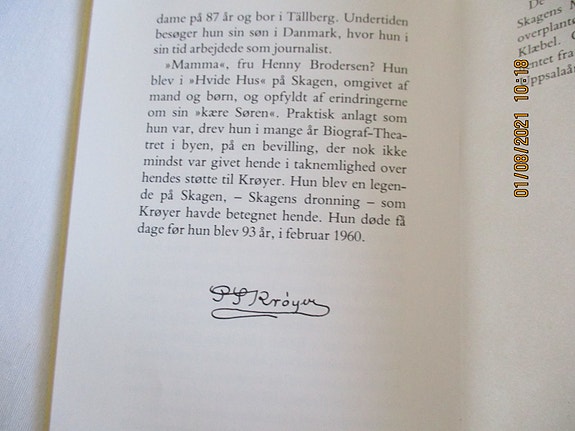 dame på 87 år og bor i Tällberg. Undertiden
besøger hun sin søn i Danmark, hvor hun i
sin tid arbejdede som journalist.
»Mamma«, fru Henny Brodersen? Hun
blev i »Hvide Hus« på Skagen, omgivet af
mand og børn, og opfyldt af erindringerne
om sin »kære Søren«. Praktisk anlagt som
hun var, drev hun i mange år Biograf-Thea-
tret i byen, på en bevilling, der nok ikke
mindst var givet hende i taknemlighed over
hendes støtte til Krøyer. Hun blev en legen-
de på Skagen, – Skagens dronning – som
Krøyer havde betegnet hende. Hun døde få
dage før hun blev 93 år, i februar 1960.
PS Krøyer
De
Skagens
overplante
Klæbel.
entet fra
ppsalaår
01/08/2021 10:18